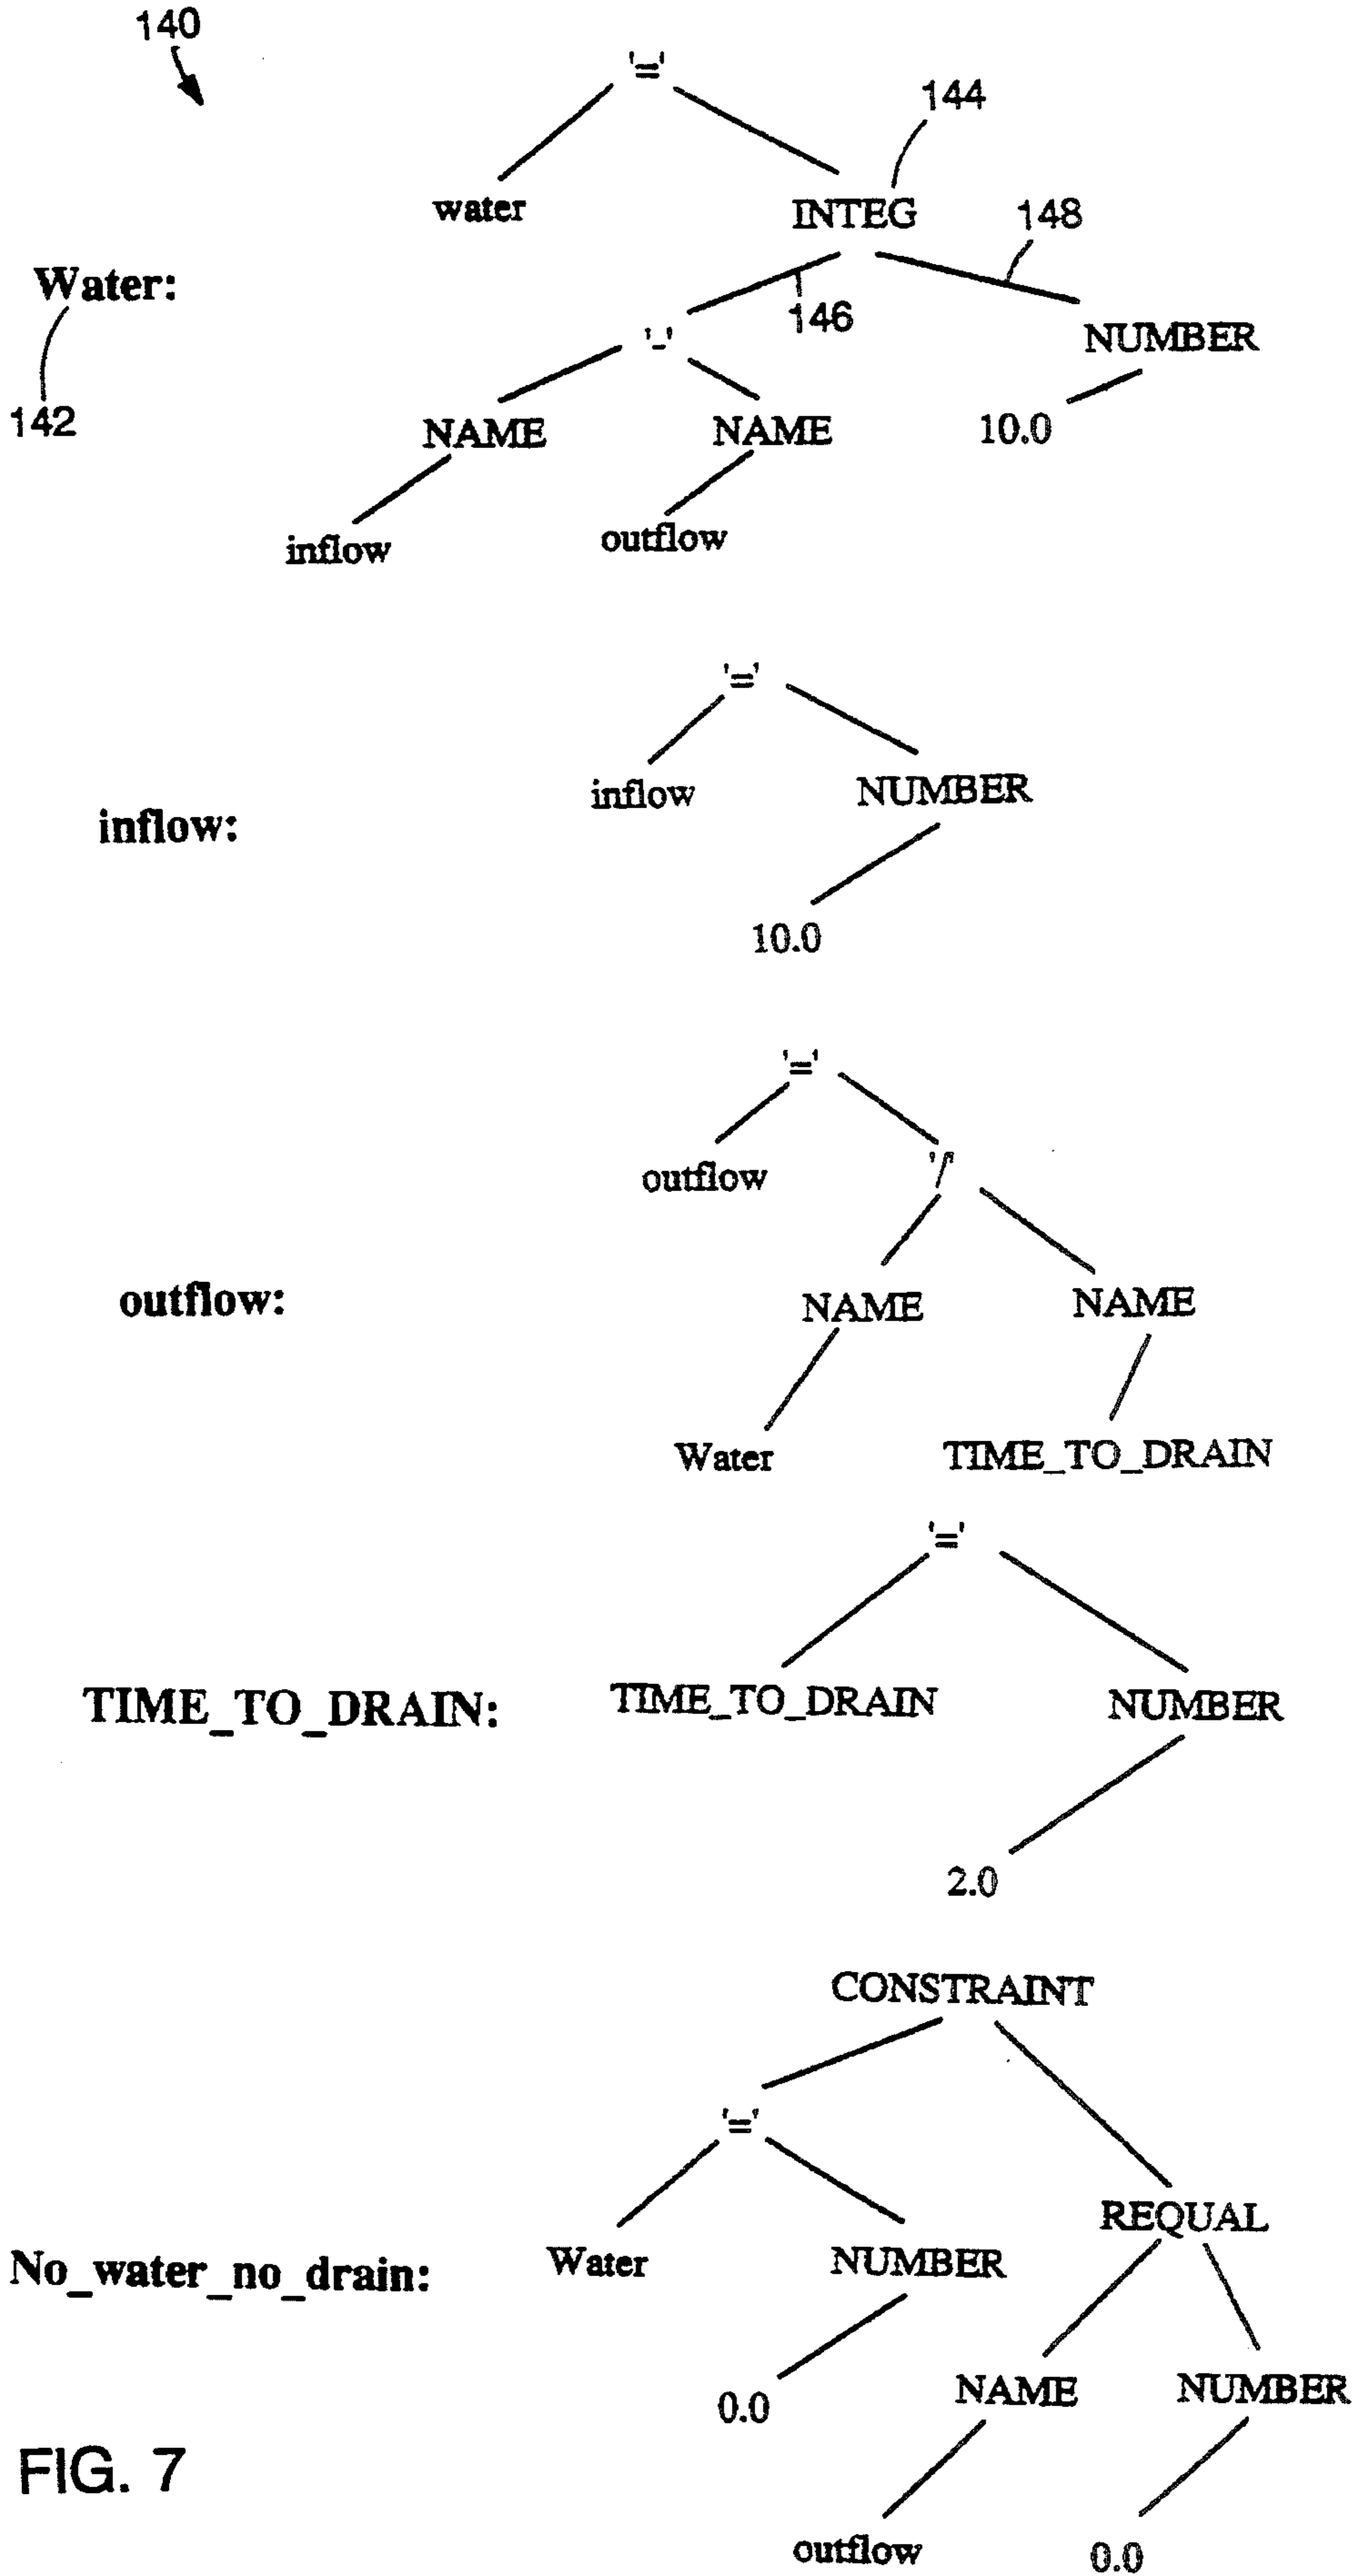 140
'='
144
water
INTEG
148
Water:
146
'-'
NUMBER
142
NAME
NAME
10.0
inflow
outflow
'='
inflow
NUMBER
inflow:
10.0
'='
outflow
'/'
outflow:
NAME
NAME
Water
TIME_TO_DRAIN
'='
TIME_TO_DRAIN:
TIME_TO_DRAIN
NUMBER
2.0
CONSTRAINT
'='
REQUAL
No_water_no_drain:
Water
NUMBER
0.0
NAME
NUMBER
FIG. 7
outflow
0.0